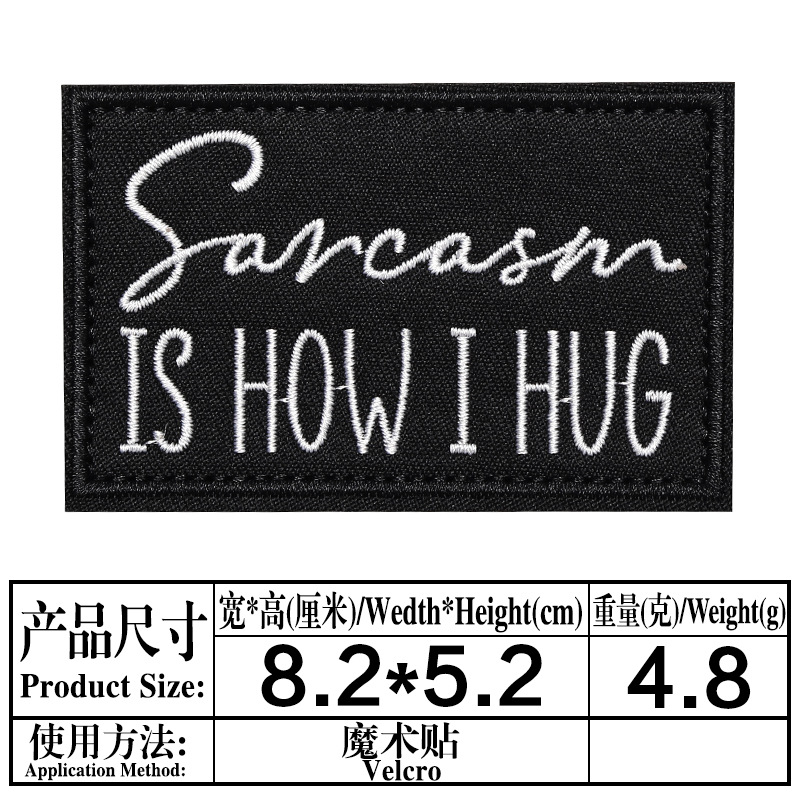 Sarcasm
IS HOW I HUG
产品尺寸
Product Size:
宽*高(厘米)/Wedth*Height(cm)
重量(克)/Weight(g)
8.2*5.2
4.8
使用方法:
Application Method:
魔术贴
Velcro